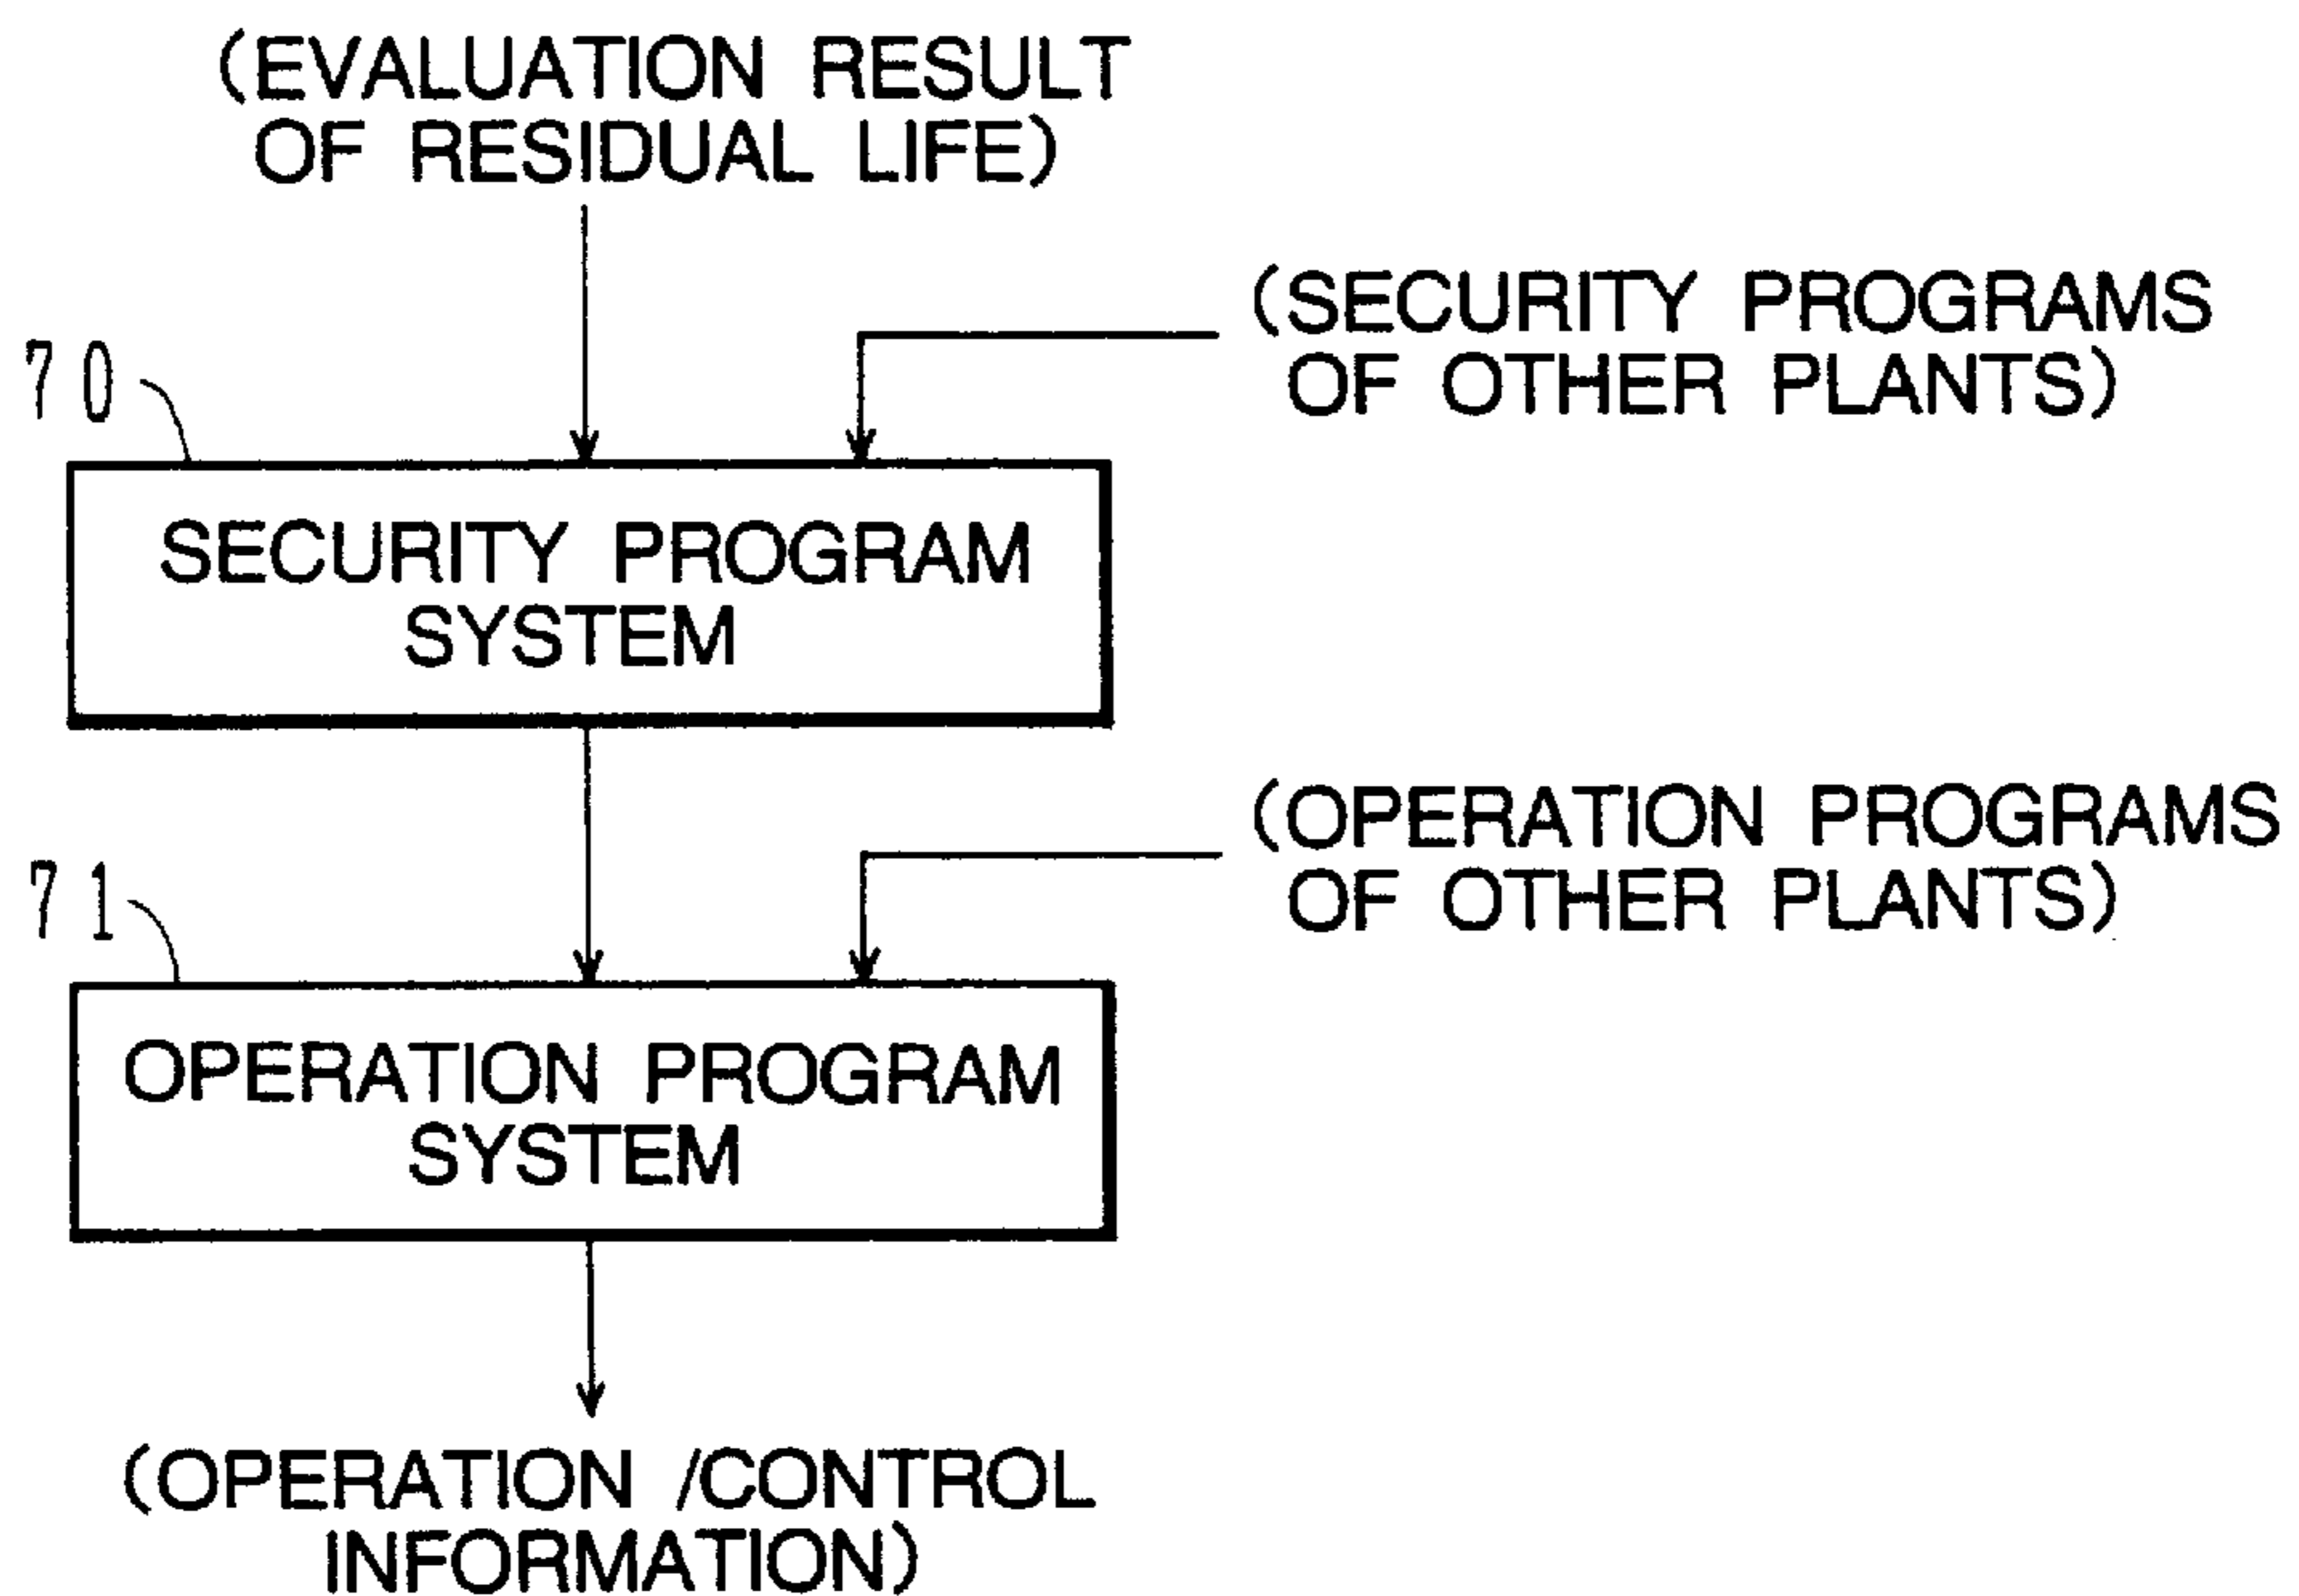 (EVALUATION RESULT
OF RESIDUAL LIFE)
(SECURITY PROGRAMS
OF OTHER PLANTS)
70
SECURITY PROGRAM
SYSTEM
(OPERATION PROGRAMS
OF OTHER PLANTS)
71
OPERATION PROGRAM
SYSTEM
(OPERATION /CONTROL
INFORMATION)